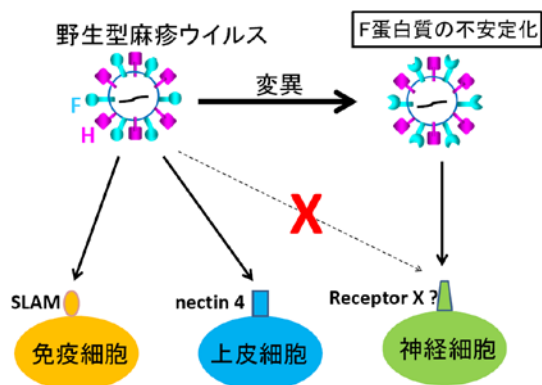 野生型麻疹ウイルス
F蛋白質の不安定化
変異
F
H
X
SLAM
nectin 4
Receptor X ?
免疫細胞
上皮細胞
神経細胞